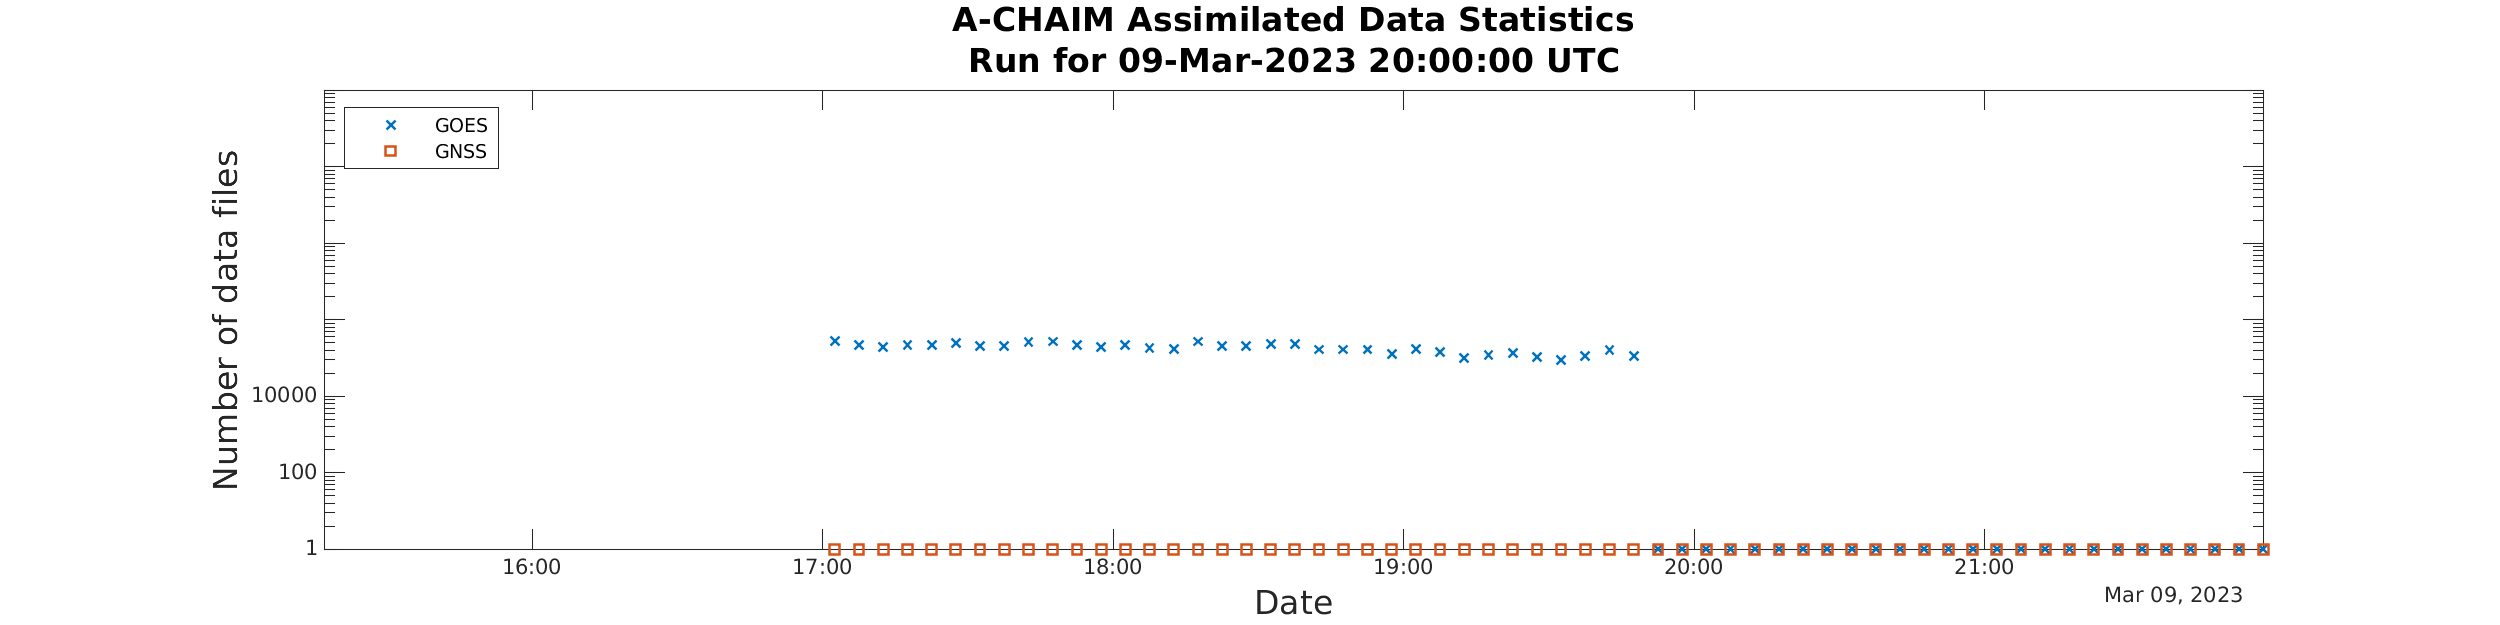 A-CHAIM Assimilated Data Statistics
Run for 09-Mar-2023 20:00:00 UTC
GOES
GNSS
Number of data files
10000
100
1
16:00
17:00
18:00
19:00
20:00
21:00
Mar 09, 2023
Date